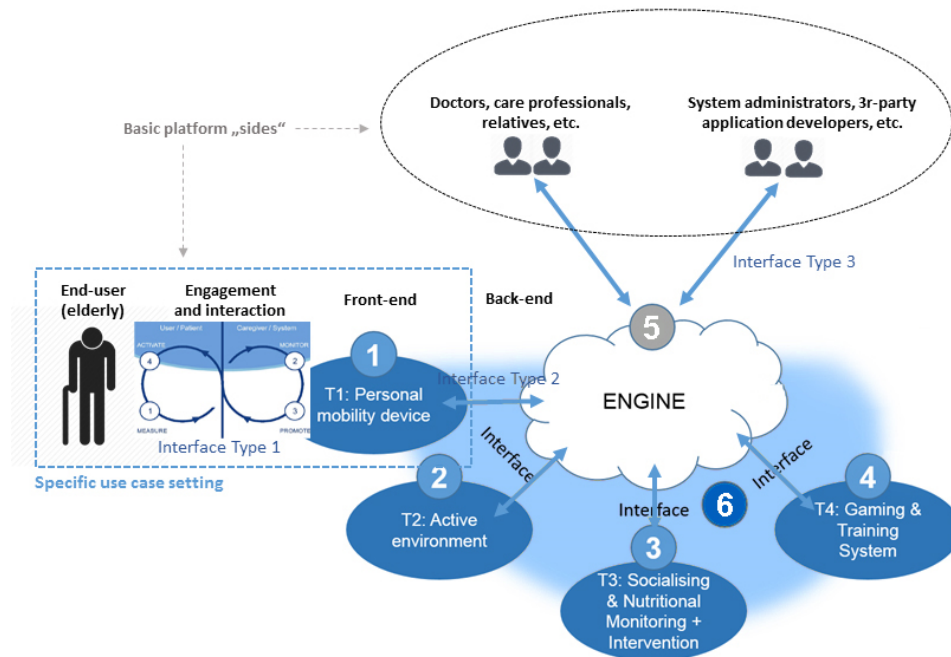 Doctors, care professionals,
relatives, etc.
System administrators, 3r-party
application developers, etc.
Basic platform „sides“
Interface Type 3
End-user
(elderly)
Engagement
and interaction
Front-end
Back-end
User / Patient
Caregiver / System
ACTIVATE
MONITOR
4
2
1
3
MEASURE
PROMOTE
Interface Type 1
1
T1: Personal
mobility device
Interface Type 2
5
ENGINE
Specific use case setting
Interface
2
T2: Active
environment
Interface
3
T3: Socialising
& Nutritional
Monitoring +
Intervention
6
Interface
4
T4: Gaming &
Training
System